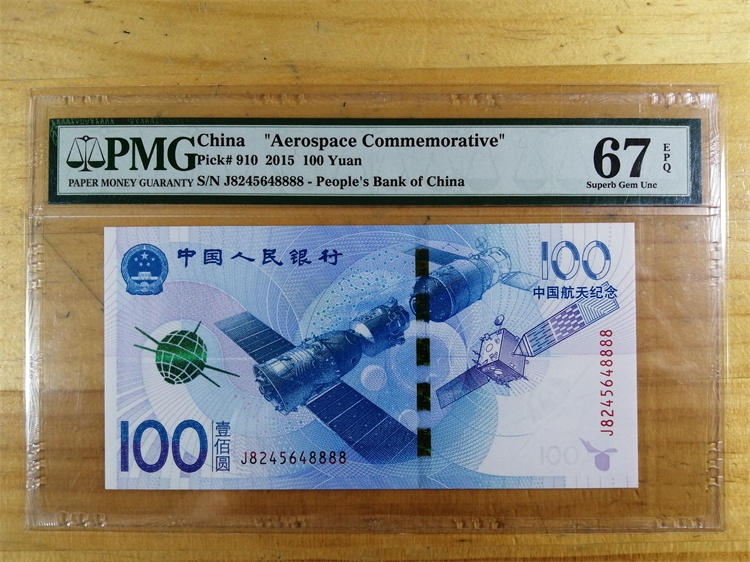 PMG
PAPER MONEY GUARANTY
China "Aerospace Commemorative"
Pick# 910 2015 100 Yuan
S/N J8245648888 - People's Bank of China
67
EPQ
Superb Gem Unc
中国人民银行
100
中国航天纪念
J8245648888
100
壹佰圆
J8245648888
100